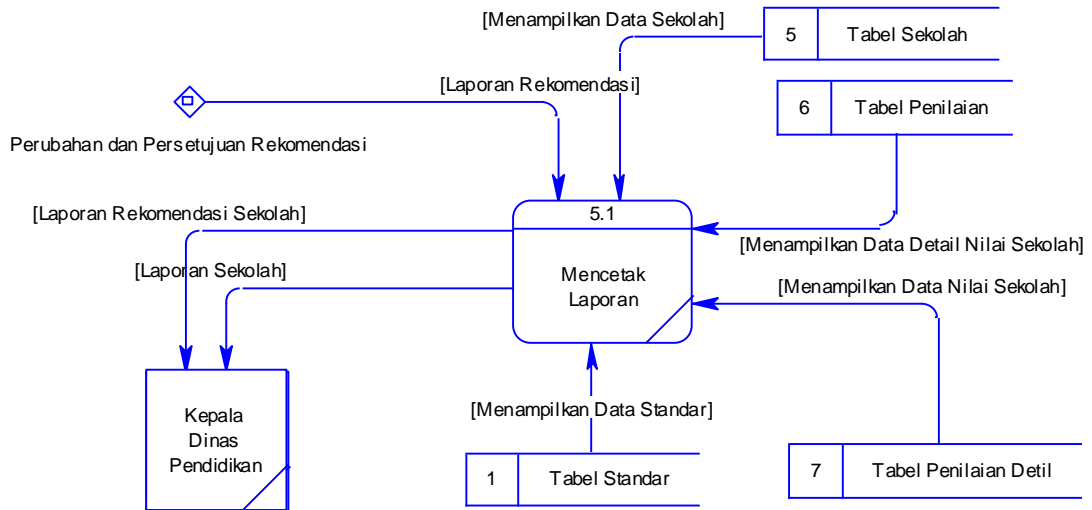 [Menampilkan Data Sekolah]
5
Tabel Sekolah
[Laporan Rekomendasi]
6
Tabel Penilaian
Perubahan dan Persetujuan Rekomendasi
[Laporan Rekomendasi Sekolah]
5.1
[Menampilkan Data Detail Nilai Sekolah]
[Laporan Sekolah]
Mencetak
Laporan
[Menampilkan Data Nilai Sekolah]
Kepala
Dinas
Pendidikan
[Menampilkan Data Standar]
1
Tabel Standar
7
Tabel Penilaian Detil